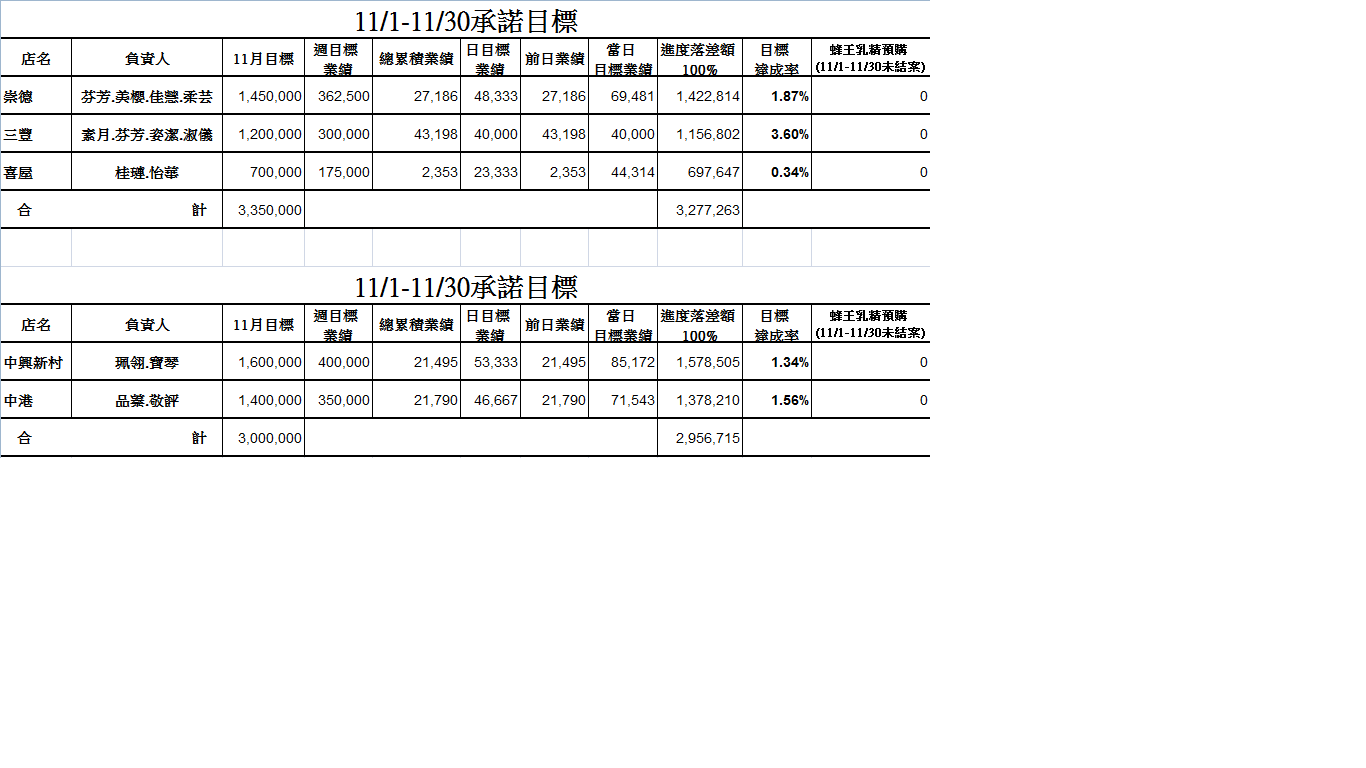 11/1-11/30承諾目標
店名 負責人 11月目標 週目標業績 總累積業績 日目標業績 前日業績 當日目標業績 進度落差額100% 目標達成率 蜂王乳精預購(11/1-11/30未結案)
崇德 芬芳.美櫻.佳慧.柔芸 1,450,000 362,500 27,186 48,333 27,186 69,481 1,422,814 1.87% 0
三豐 素月.芬芳.姿潔.淑儀 1,200,000 300,000 43,198 40,000 43,198 40,000 1,156,802 3.60% 0
喜屋 桂璉.怡華 700,000 175,000 2,353 23,333 2,353 44,314 697,647 0.34% 0
合 計 3,350,000 3,277,263
11/1-11/30承諾目標
店名 負責人 11月目標 週目標業績 總累積業績 日目標業績 前日業績 當日目標業績 進度落差額100% 目標達成率 蜂王乳精預購(11/1-11/30未結案)
中興新村 珮翎.寶琴 1,600,000 400,000 21,495 53,333 21,495 85,172 1,578,505 1.34% 0
中港 品蓁.敬評 1,400,000 350,000 21,790 46,667 21,790 71,543 1,378,210 1.56% 0
合 計 3,000,000 2,956,715